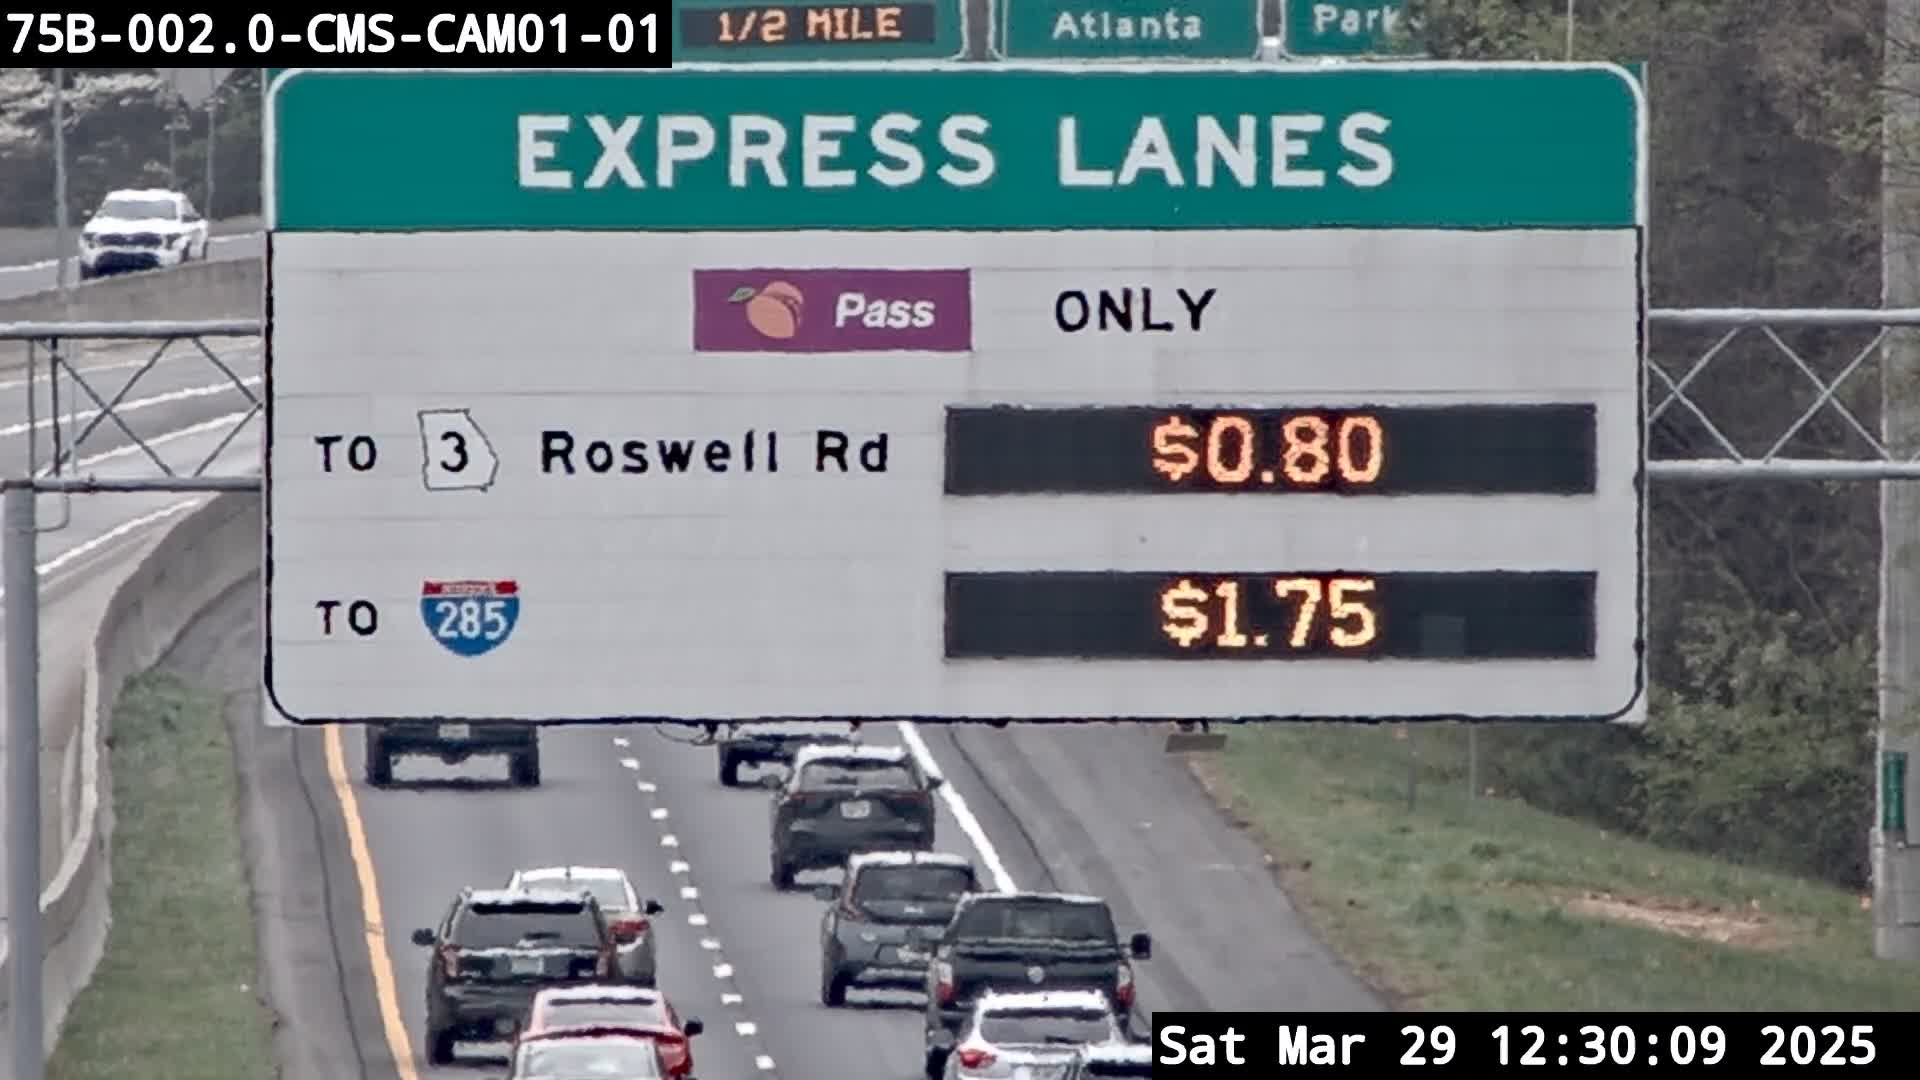 75B-002.0-CMS-CAM01-01
1/2 MILE
Atlanta
Park
EXPRESS LANES
Pass ONLY
TO 3 Roswell Rd $0.80
TO 285 $1.75
Sat Mar 29 12:30:09 2025